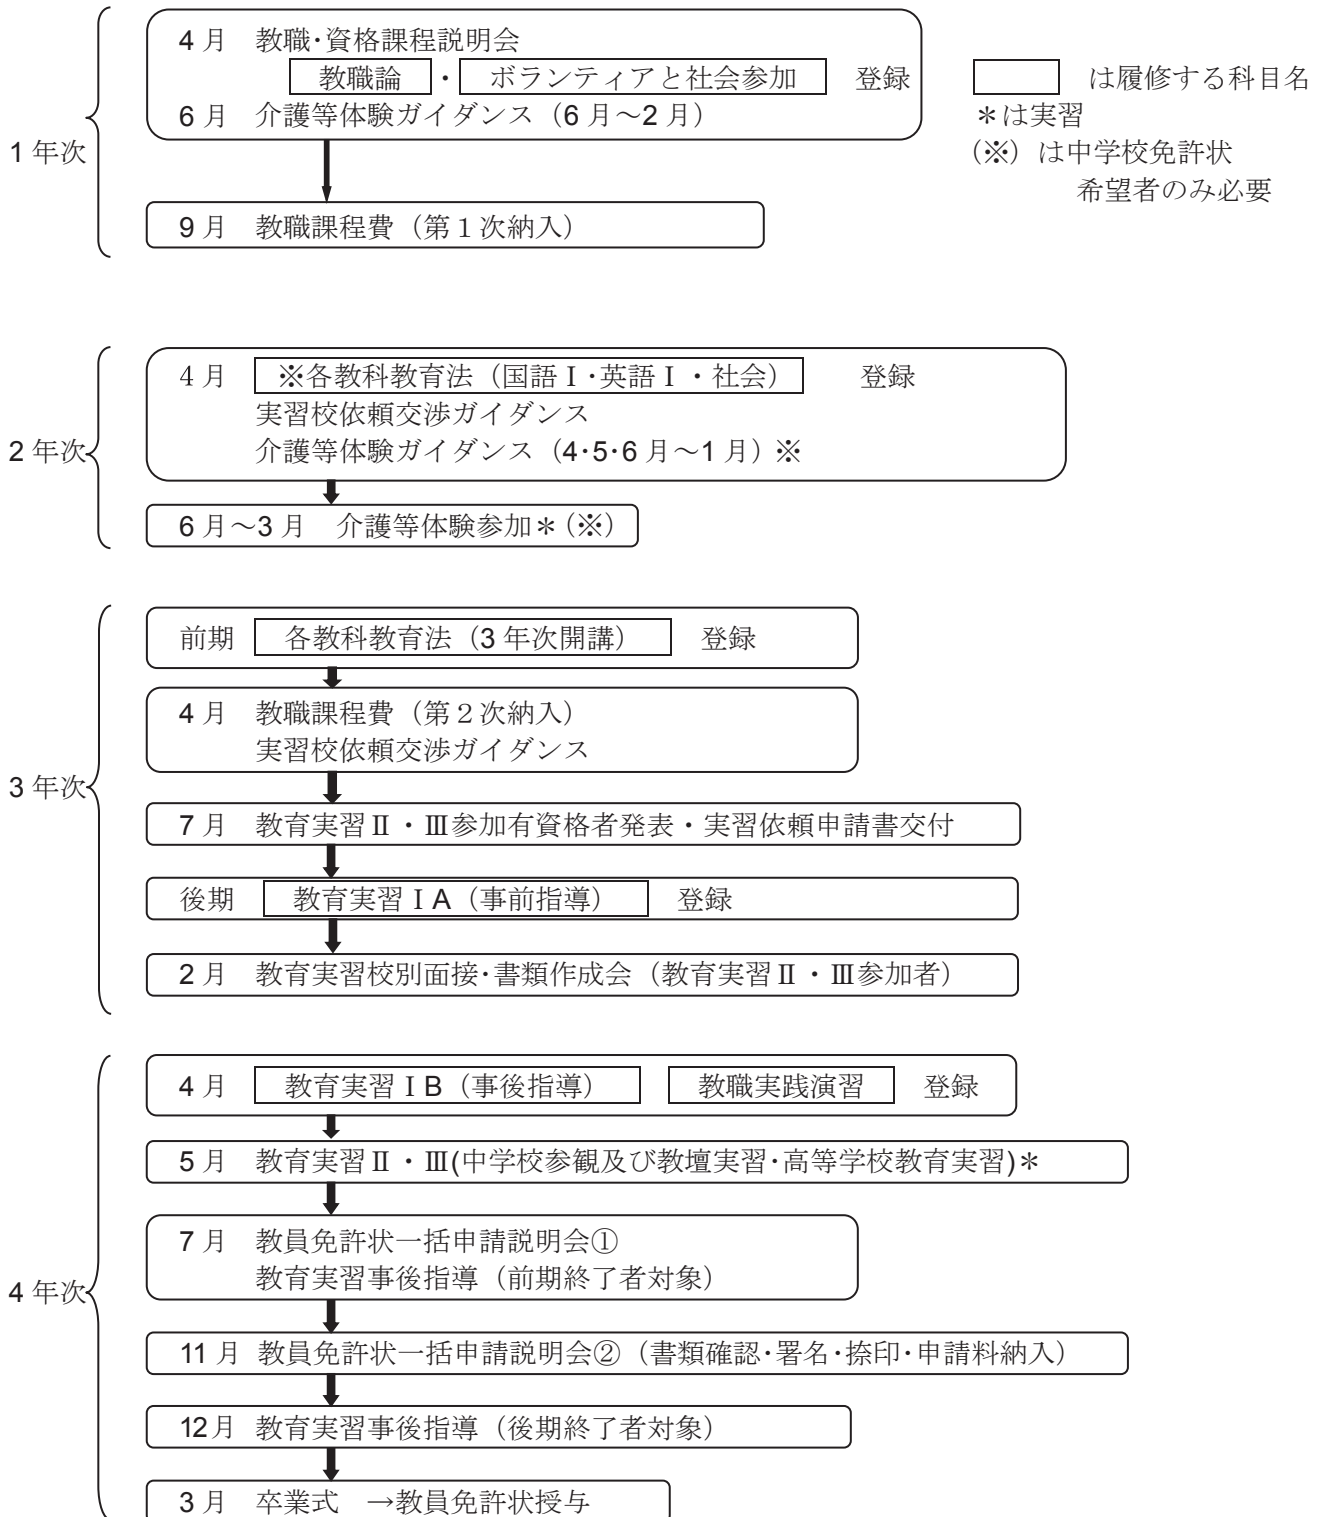 1年次
4月 教職・資格課程説明会
教職論 ・ ボランティアと社会参加 登録
6月 介護等体験ガイダンス（6月～2月）
9月 教職課程費（第１次納入）
は履修する科目名
＊は実習
（※）は中学校免許状
希望者のみ必要
2年次
４月 ※各教科教育法（国語Ⅰ・英語Ⅰ・社会） 登録
実習校依頼交渉ガイダンス
介護等体験ガイダンス（4・5・6月～1月）※
6月～3月 介護等体験参加＊（※）
3年次
前期 各教科教育法（3年次開講） 登録
4月 教職課程費（第２次納入）
実習校依頼交渉ガイダンス
7月 教育実習Ⅱ・Ⅲ参加有資格者発表・実習依頼申請書交付
後期 教育実習ⅠA（事前指導） 登録
2月 教育実習校別面接・書類作成会（教育実習Ⅱ・Ⅲ参加者）
4年次
4月 教育実習ⅠB（事後指導） 教職実践演習 登録
5月 教育実習Ⅱ・Ⅲ(中学校参観及び教壇実習・高等学校教育実習)＊
7月 教員免許状一括申請説明会①
教育実習事後指導（前期終了者対象）
11月 教員免許状一括申請説明会②（書類確認・署名・捺印・申請料納入）
12月 教育実習事後指導（後期終了者対象）
3月 卒業式 →教員免許状授与